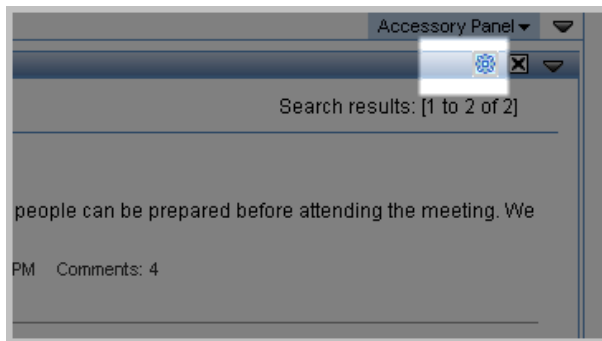 Accessory Panel
Search results: [1 to 2 of 2]
people can be prepared before attending the meeting. We
PM Comments: 4